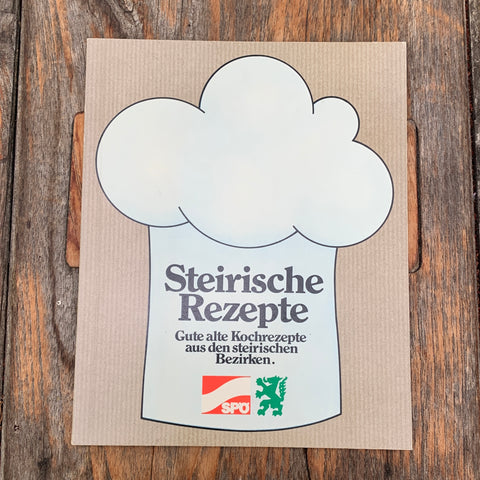 Steirische
Rezepte
Gute alte Kochrezepte
aus den steirischen
Bezirken.
SPÖ